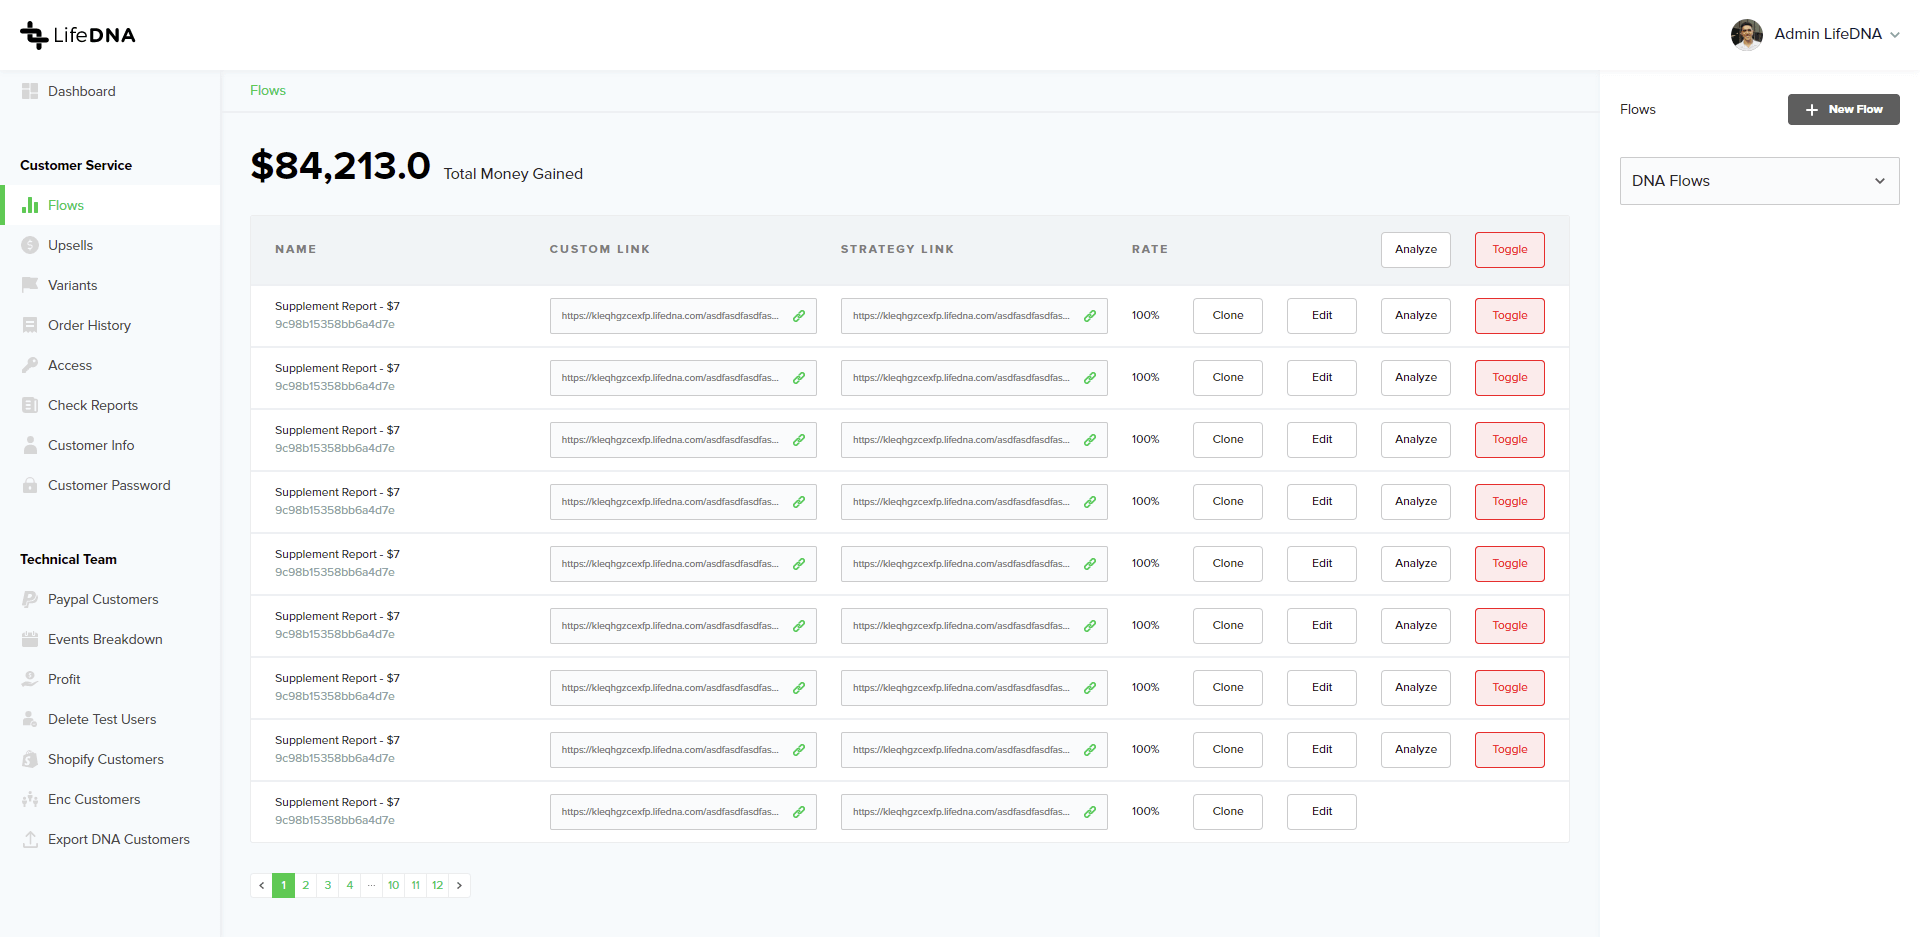 LifeDNA
Admin LifeDNA
Dashboard
Customer Service
Flows
Upsells
Variants
Order History
Access
Check Reports
Customer Info
Customer Password
Technical Team
Paypal Customers
Events Breakdown
Profit
Delete Test Users
Shopify Customers
Enc Customers
Export DNA Customers
Flows
$84,213.0 Total Money Gained
NAME CUSTOM LINK STRATEGY LINK RATE Analyze Toggle
Supplement Report - $7
9c98b15358bb6a4d7e
https://kleqhgzcexfp.lifedna.com/asdfasdfasdfas... https://kleqhgzcexfp.lifedna.com/asdfasdfasdfas... 100% Clone Edit Analyze Toggle
Supplement Report - $7
9c98b15358bb6a4d7e
https://kleqhgzcexfp.lifedna.com/asdfasdfasdfas... https://kleqhgzcexfp.lifedna.com/asdfasdfasdfas... 100% Clone Edit Analyze Toggle
Supplement Report - $7
9c98b15358bb6a4d7e
https://kleqhgzcexfp.lifedna.com/asdfasdfasdfas... https://kleqhgzcexfp.lifedna.com/asdfasdfasdfas... 100% Clone Edit Analyze Toggle
Supplement Report - $7
9c98b15358bb6a4d7e
https://kleqhgzcexfp.lifedna.com/asdfasdfasdfas... https://kleqhgzcexfp.lifedna.com/asdfasdfasdfas... 100% Clone Edit Analyze Toggle
Supplement Report - $7
9c98b15358bb6a4d7e
https://kleqhgzcexfp.lifedna.com/asdfasdfasdfas... https://kleqhgzcexfp.lifedna.com/asdfasdfasdfas... 100% Clone Edit Analyze Toggle
Supplement Report - $7
9c98b15358bb6a4d7e
https://kleqhgzcexfp.lifedna.com/asdfasdfasdfas... https://kleqhgzcexfp.lifedna.com/asdfasdfasdfas... 100% Clone Edit Analyze Toggle
Supplement Report - $7
9c98b15358bb6a4d7e
https://kleqhgzcexfp.lifedna.com/asdfasdfasdfas... https://kleqhgzcexfp.lifedna.com/asdfasdfasdfas... 100% Clone Edit Analyze Toggle
Supplement Report - $7
9c98b15358bb6a4d7e
https://kleqhgzcexfp.lifedna.com/asdfasdfasdfas... https://kleqhgzcexfp.lifedna.com/asdfasdfasdfas... 100% Clone Edit Analyze Toggle
Supplement Report - $7
9c98b15358bb6a4d7e
https://kleqhgzcexfp.lifedna.com/asdfasdfasdfas... https://kleqhgzcexfp.lifedna.com/asdfasdfasdfas... 100% Clone Edit
1 2 3 4 ... 10 11 12
Flows
+ New Flow
DNA Flows